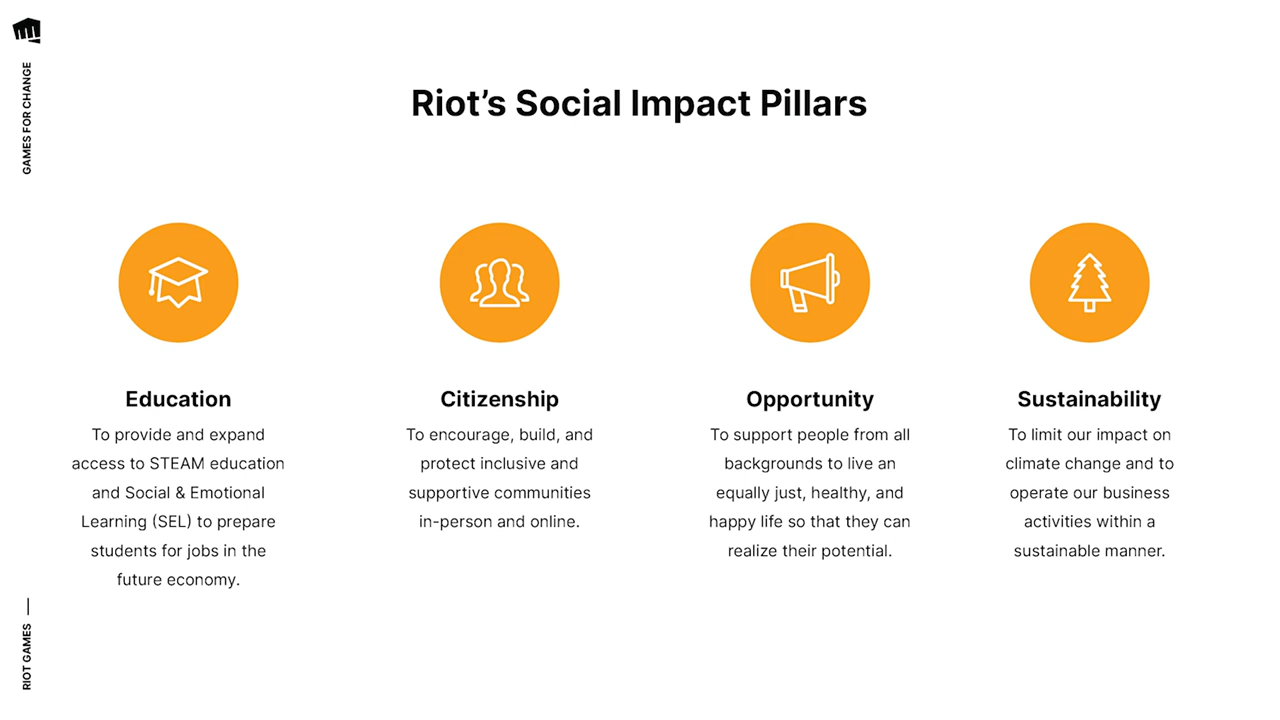 GAMES FOR CHANGE
Riot’s Social Impact Pillars
Education
To provide and expand
access to STEAM education
and Social & Emotional
Learning (SEL) to prepare
students for jobs in the
future economy.
Citizenship
To encourage, build, and
protect inclusive and
supportive communities
in-person and online.
Opportunity
To support people from all
backgrounds to live an
equally just, healthy, and
happy life so that they can
realize their potential.
Sustainability
To limit our impact on
climate change and to
operate our business
activities within a
sustainable manner.
RIOT GAMES